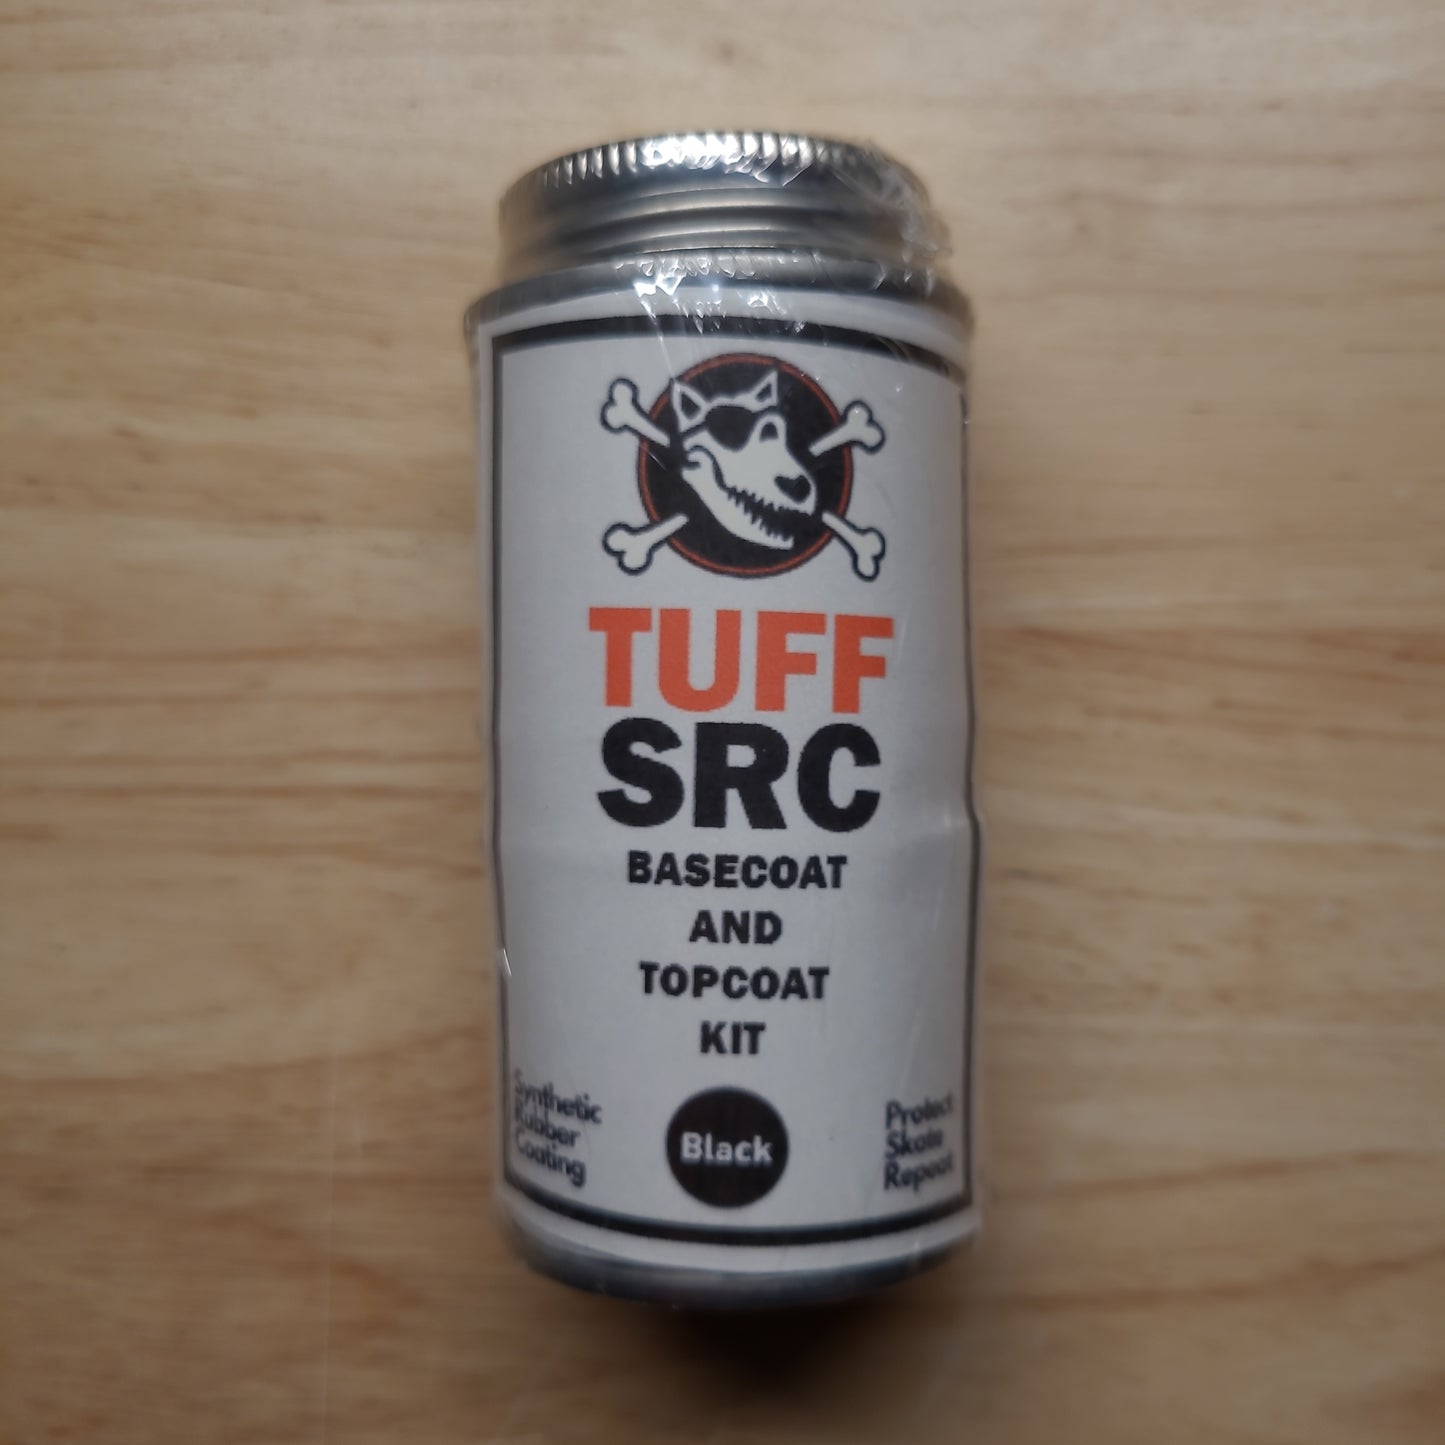 TUFF
SRC
BASECOAT
AND
TOPCOAT
KIT
Synthetic
Rubber
Coating
Black
Protect
Skate
Repeat